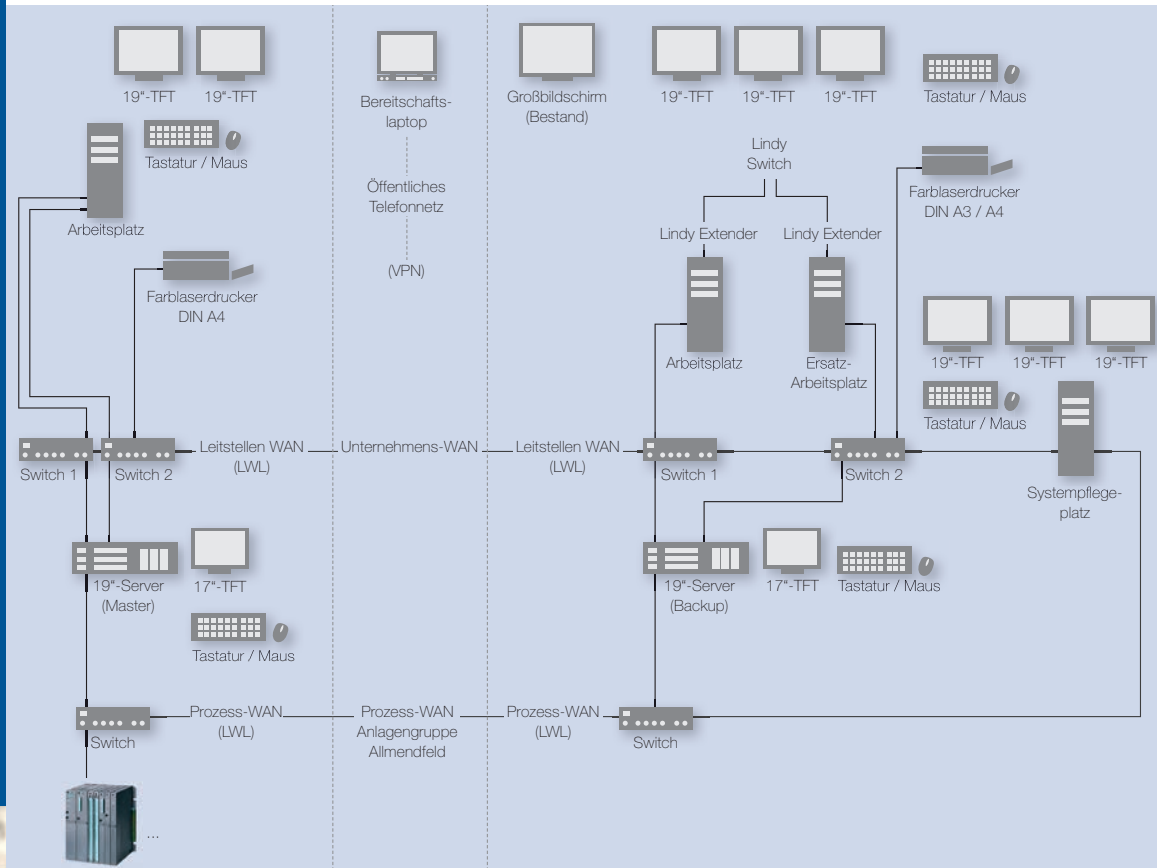 19“-TFT
19“-TFT
Tastatur / Maus
Arbeitsplatz
Farblaserdrucker
DIN A4
Switch 1
Switch 2
Leitstellen WAN
(LWL)
19“-Server
(Master)
17“-TFT
Tastatur / Maus
Switch
Prozess-WAN
(LWL)
...
Bereitschafts-
laptop
Öffentliches
Telefonnetz
(VPN)
Unternehmens-WAN
Prozess-WAN
Anlagengruppe
Allmendfeld
Großbildschirm
(Bestand)
19“-TFT
19“-TFT
19“-TFT
Tastatur / Maus
Lindy
Switch
Farblaserdrucker
DIN A3 / A4
Lindy Extender
Lindy Extender
Arbeitsplatz
Ersatz-
Arbeitsplatz
19“-TFT
19“-TFT
19“-TFT
Tastatur / Maus
Leitstellen WAN
(LWL)
Switch 1
Switch 2
Systempflege-
platz
19“-Server
(Backup)
17“-TFT
Tastatur / Maus
Prozess-WAN
(LWL)
Switch